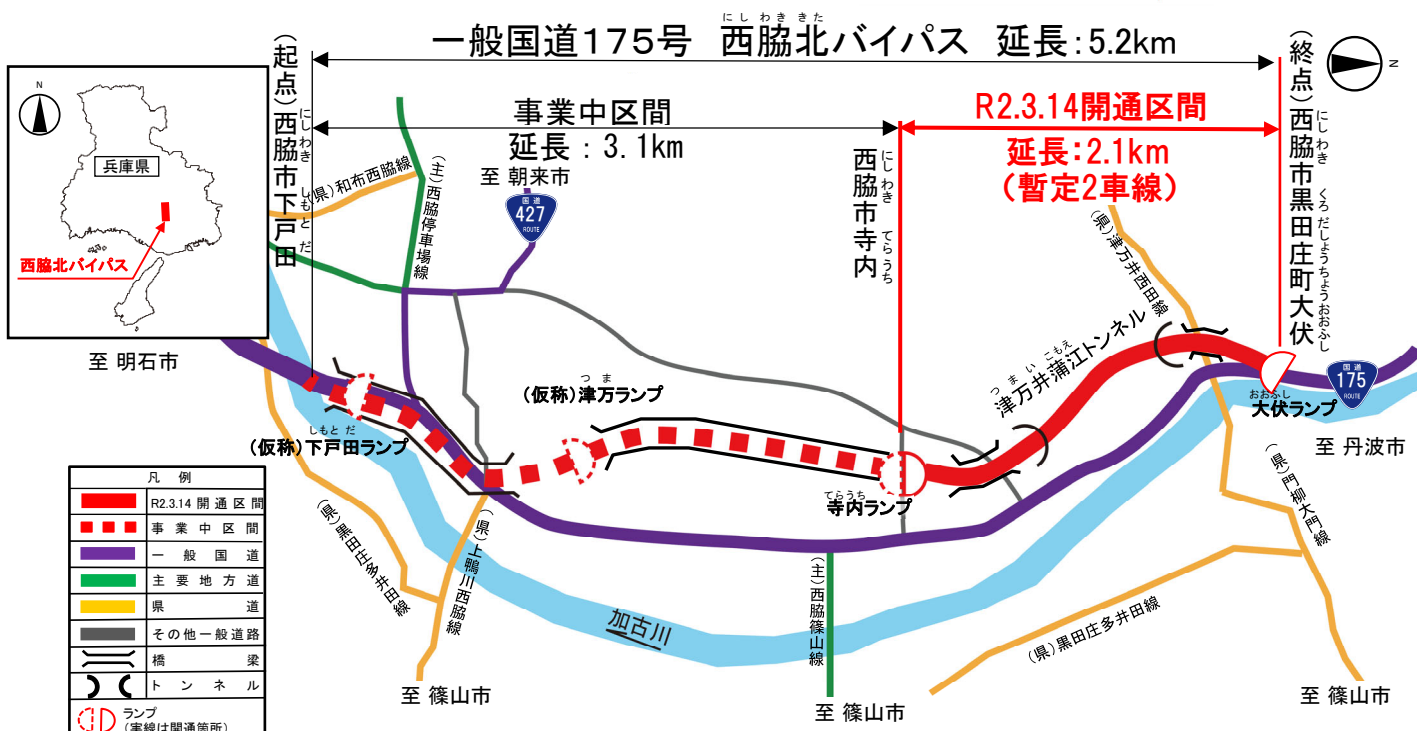 にし わき きた
一般国道175号 西脇北バイパス 延長:5.2km
(起点)西脇市下戸田
にしわき しもとだ
(終点)西脇市黒田庄町大伏
にしわき くろだしょうちょうおおふし
N
事業中区間
延長:3.1km
R2.3.14開通区間
延長:2.1km
(暫定2車線)
西脇市寺内
にしわき てらうち
N
兵庫県
西脇北バイパス
(県)和布西脇線
(主)西脇停車場線
至 朝来市
国道
427
ROUTE
(県)津万井西田線
至 明石市
つまい こもえ
津万井蒲江トンネル
つま
(仮称)津万ランプ
しもとだ
(仮称)下戸田ランプ
てらうち
寺内ランプ
おおふし
大伏ランプ
国道
175
ROUTE
至 丹波市
(県)門柳大門線
(県)黒田庄多井田線
(県)上鴨川西脇線
加古川
(主)西脇篠山線
(県)黒田庄多井田線
至 篠山市
至 篠山市
至 篠山市
凡例
R2.3.14 開通区間
事業中区間
一般国道
主要地方道
県道
その他一般道路
橋梁
トンネル
ランプ
(実線は開通箇所)